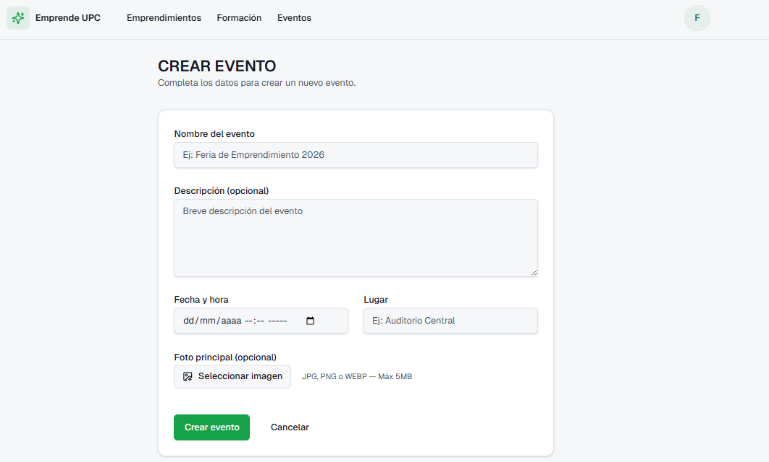 Emprende UPC Emprendimientos Formación Eventos F
CREAR EVENTO
Completa los datos para crear un nuevo evento.
Nombre del evento
Ej: Feria de Emprendimiento 2026
Descripción (opcional)
Breve descripción del evento
Fecha y hora Lugar
dd/mm/aaaa --:-- ----- Ej: Auditorio Central
Foto principal (opcional)
Seleccionar imagen JPG, PNG o WEBP — Máx 5MB
Crear evento Cancelar